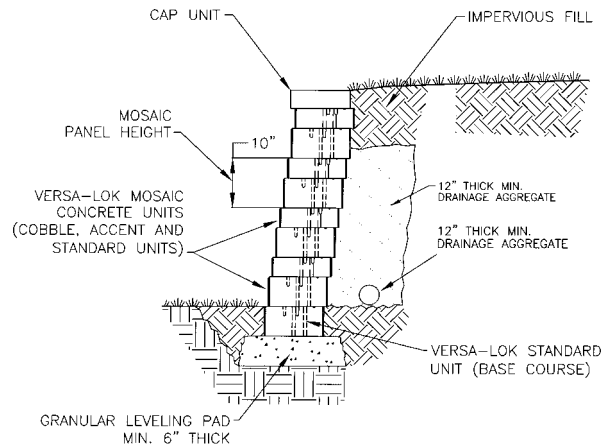 CAP UNIT
IMPERVIOUS FILL
MOSAIC
PANEL HEIGHT
10"
VERSA-LOK MOSAIC
CONCRETE UNITS
(COBBLE, ACCENT AND
STANDARD UNITS)
12" THICK MIN.
DRAINAGE AGGREGATE
12" THICK MIN.
DRAINAGE AGGREGATE
VERSA-LOK STANDARD
UNIT (BASE COURSE)
GRANULAR LEVELING PAD
MIN. 6" THICK